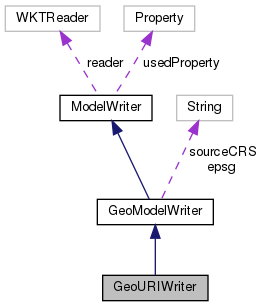 WKTReader
Property
reader
usedProperty
ModelWriter
String
sourceCRS
epsg
GeoModelWriter
GeoURIWriter